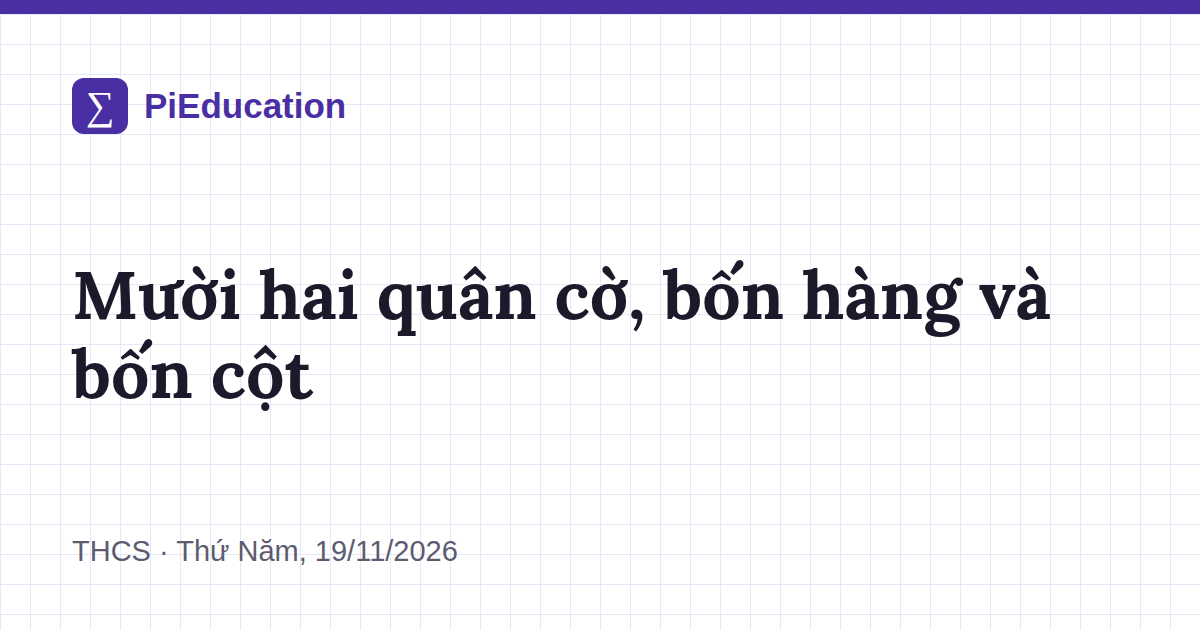 ∑ PiEducation
Mười hai quân cờ, bốn hàng và
bốn cột
THCS · Thứ Năm, 19/11/2026